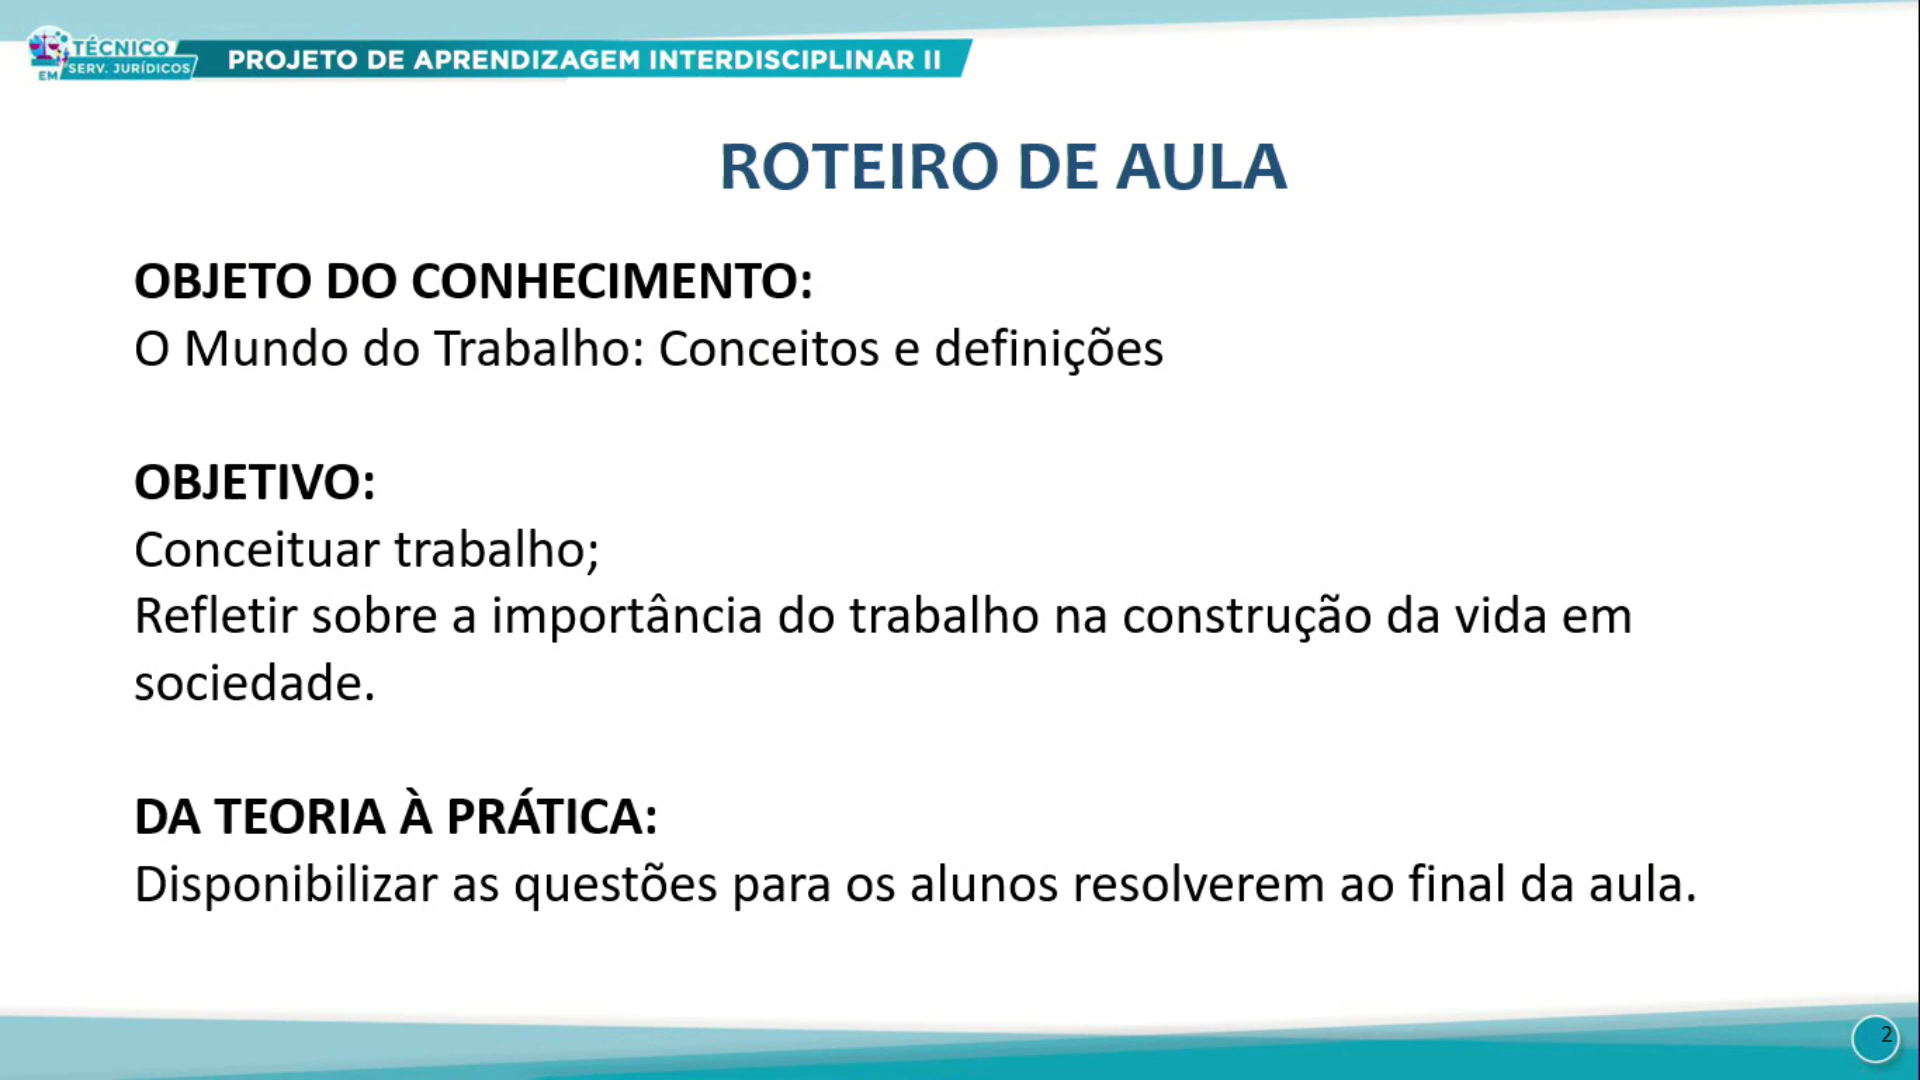 TÉCNICO
EM SERV. JURÍDICOS
PROJETO DE APRENDIZAGEM INTERDISCIPLINAR II
ROTEIRO DE AULA
OBJETO DO CONHECIMENTO:
O Mundo do Trabalho: Conceitos e definições
OBJETIVO:
Conceituar trabalho;
Refletir sobre a importância do trabalho na construção da vida em
sociedade.
DA TEORIA À PRÁTICA:
Disponibilizar as questões para os alunos resolverem ao final da aula.
2